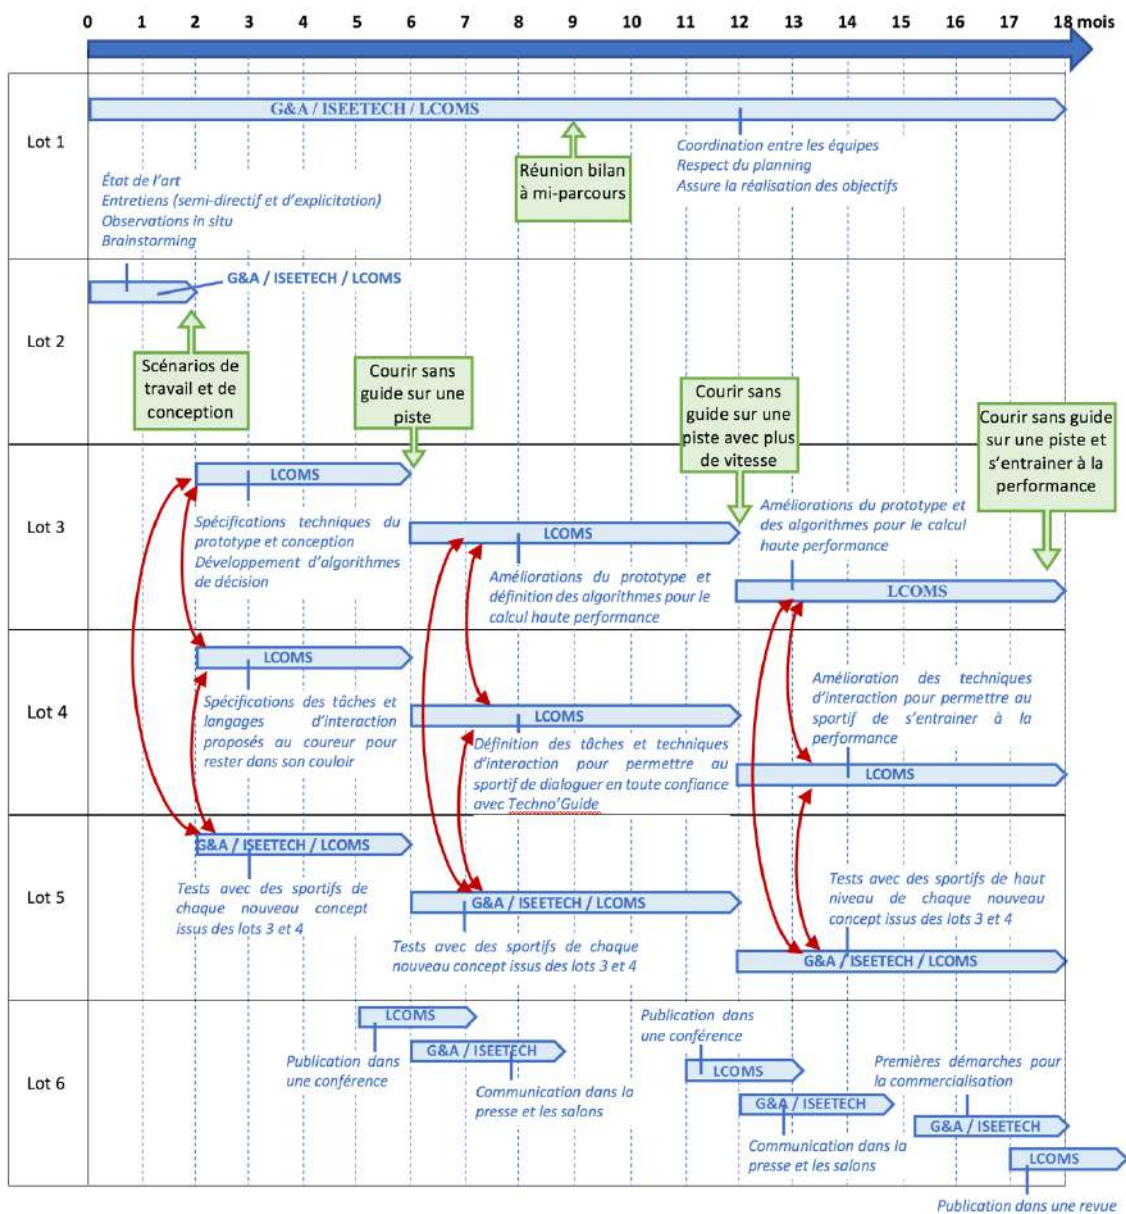 0 1 2 3 4 5 6 7 8 9 10 11 12 13 14 15 16 17 18 mois
Lot 1
G&A / ISEETECH / LCOMS
Réunion bilan
à mi-parcours
Coordination entre les équipes
Respect du planning
Assure la réalisation des objectifs
État de l'art
Entretiens (semi-directif et d'explicitation)
Observations in situ
Brainstorming
Lot 2
G&A / ISEETECH / LCOMS
Scénarios de
travail et de
conception
Courir sans
guide sur une
piste
Courir sans
guide sur une
piste avec plus
de vitesse
Courir sans guide
sur une piste et
s'entrainer à la
performance
Lot 3
LCOMS
Spécifications techniques du
prototype et conception
Développement d'algorithmes
de décision
LCOMS
Améliorations du prototype et
définition des algorithmes pour le
calcul haute performance
Améliorations du prototype et
des algorithmes pour le calcul
haute performance
LCOMS
Lot 4
LCOMS
Spécifications des tâches et
langages d'interaction
proposés au coureur pour
rester dans son couloir
LCOMS
Définition des tâches et techniques
d'interaction pour permettre au
sportif de dialoguer en toute confiance
avec Techno'Guide
Amélioration des techniques
d'interaction pour permettre au
sportif de s'entrainer à la
performance
LCOMS
Lot 5
G&A / ISEETECH / LCOMS
Tests avec des sportifs de
chaque nouveau concept
issus des lots 3 et 4
G&A / ISEETECH / LCOMS
Tests avec des sportifs de chaque
nouveau concept issus des lots 3 et 4
Tests avec des sportifs de haut
niveau de chaque nouveau
concept issus des lots 3 et 4
G&A / ISEETECH / LCOMS
Lot 6
LCOMS
Publication dans
une conférence
G&A / ISEETECH
Communication dans la
presse et les salons
Publication dans
une conférence
LCOMS
G&A / ISEETECH
Communication dans la
presse et les salons
Premières démarches pour
la commercialisation
G&A / ISEETECH
LCOMS
Publication dans une revue